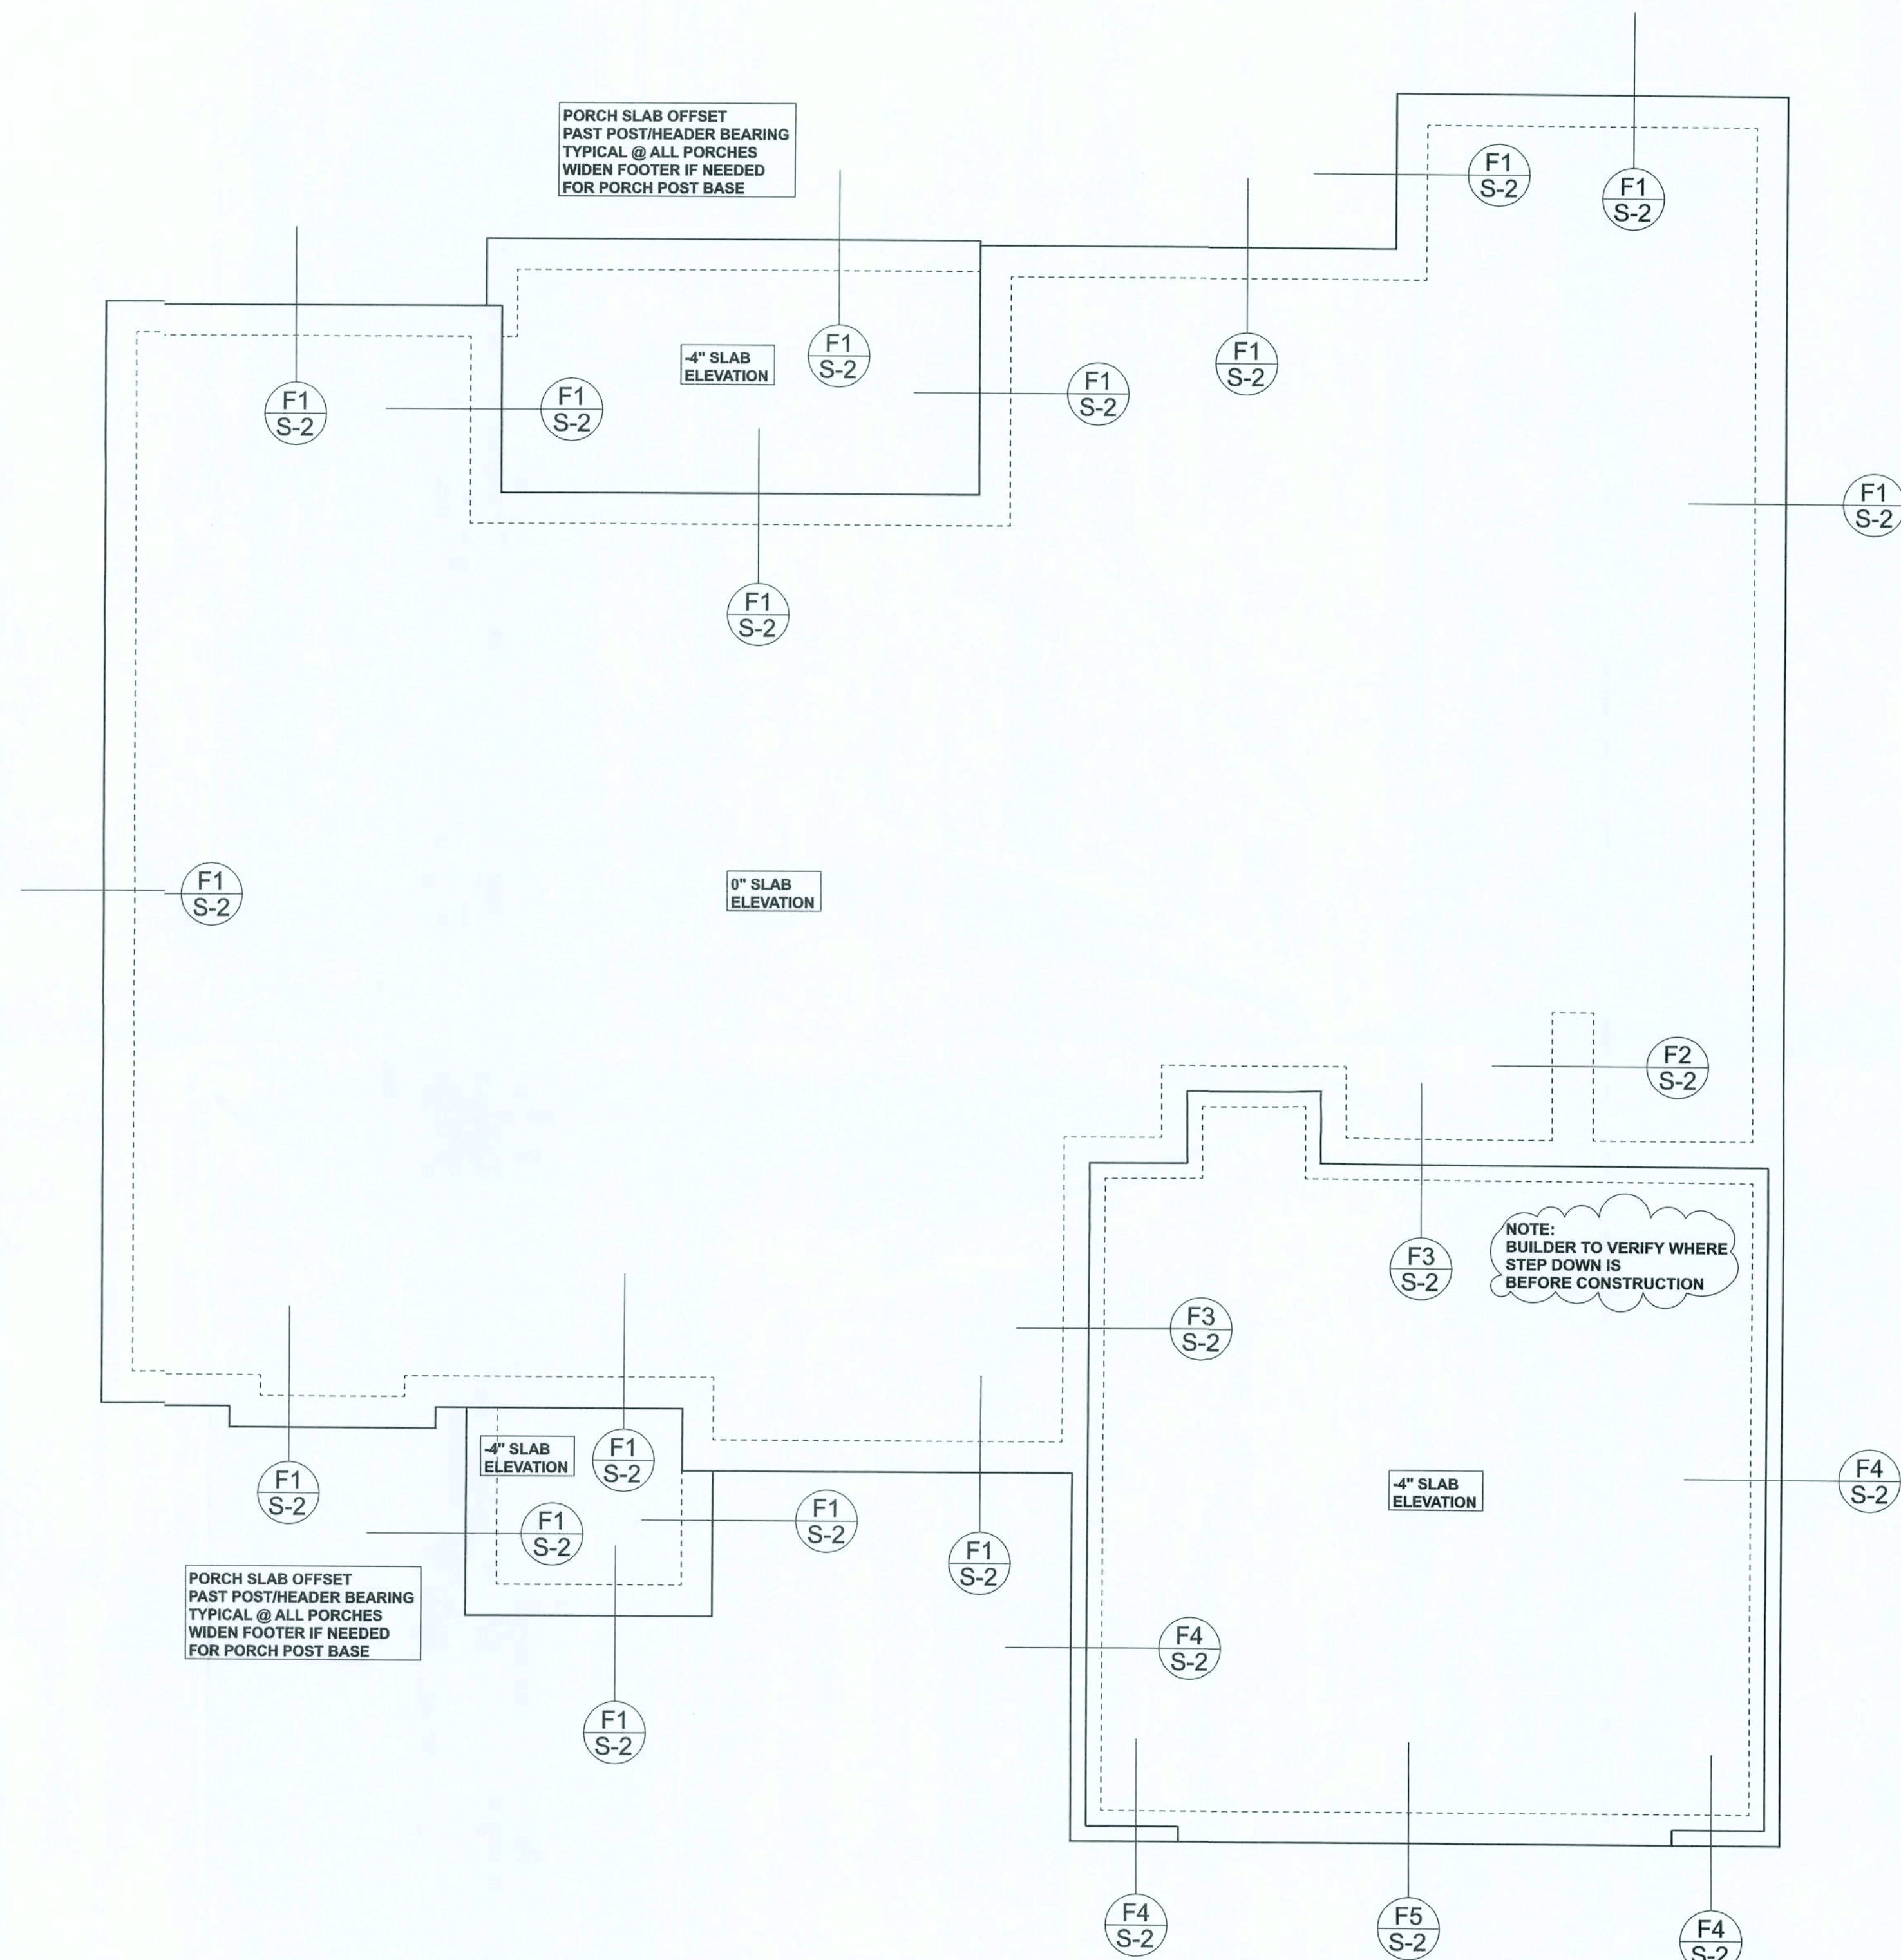 PORCH SLAB OFFSET
PAST POST/HEADER BEARING
TYPICAL @ ALL PORCHES
WIDEN FOOTER IF NEEDED
FOR PORCH POST BASE
F1
S-2
F1
S-2
F1
S-2
F1
S-2
-4" SLAB
ELEVATION
F1
S-2
F1
S-2
F1
S-2
F1
S-2
F1
S-2
F1
S-2
F1
S-2
0" SLAB
ELEVATION
F2
S-2
NOTE:
BUILDER TO VERIFY WHERE
STEP DOWN IS
BEFORE CONSTRUCTION
F3
S-2
F3
S-2
-4" SLAB
ELEVATION
F1
S-2
F1
S-2
-4" SLAB
ELEVATION
F4
S-2
F1
S-2
F1
S-2
F1
S-2
PORCH SLAB OFFSET
PAST POST/HEADER BEARING
TYPICAL @ ALL PORCHES
WIDEN FOOTER IF NEEDED
FOR PORCH POST BASE
F4
S-2
F1
S-2
F4
S-2
F5
S-2
F4
S-2